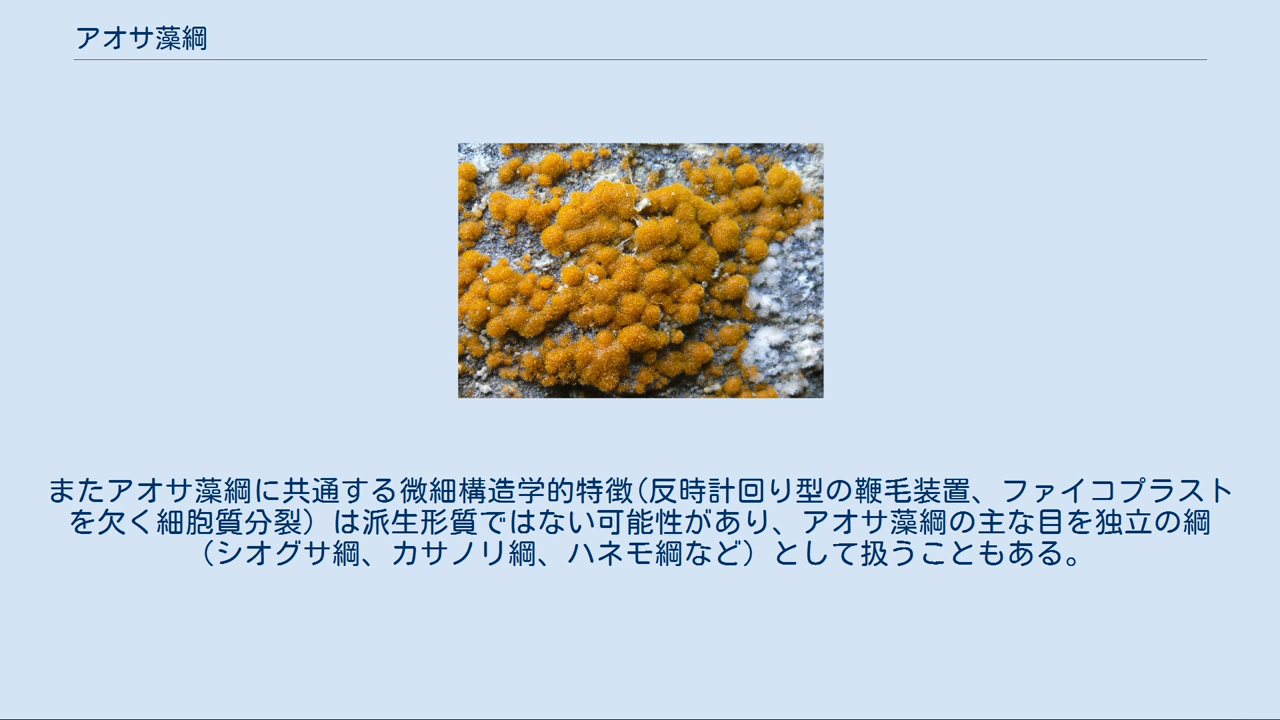 アオサ藻綱
またアオサ藻綱に共通する微細構造学的特徴(反時計回り型の鞭毛装置、ファイコプラスト
を欠く細胞質分裂）は派生形質ではない可能性があり、アオサ藻綱の主な目を独立の綱
（シオグサ綱、カサノリ綱、ハネモ綱など）として扱うこともある。